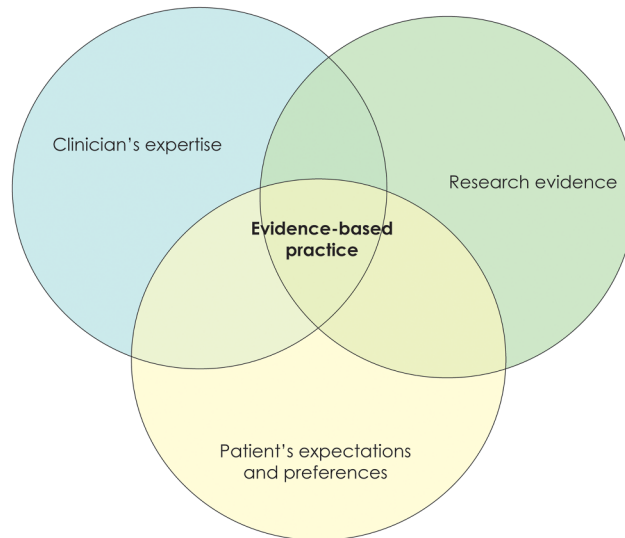 Clinician’s expertise
Research evidence
Evidence-based
practice
Patient’s expectations
and preferences